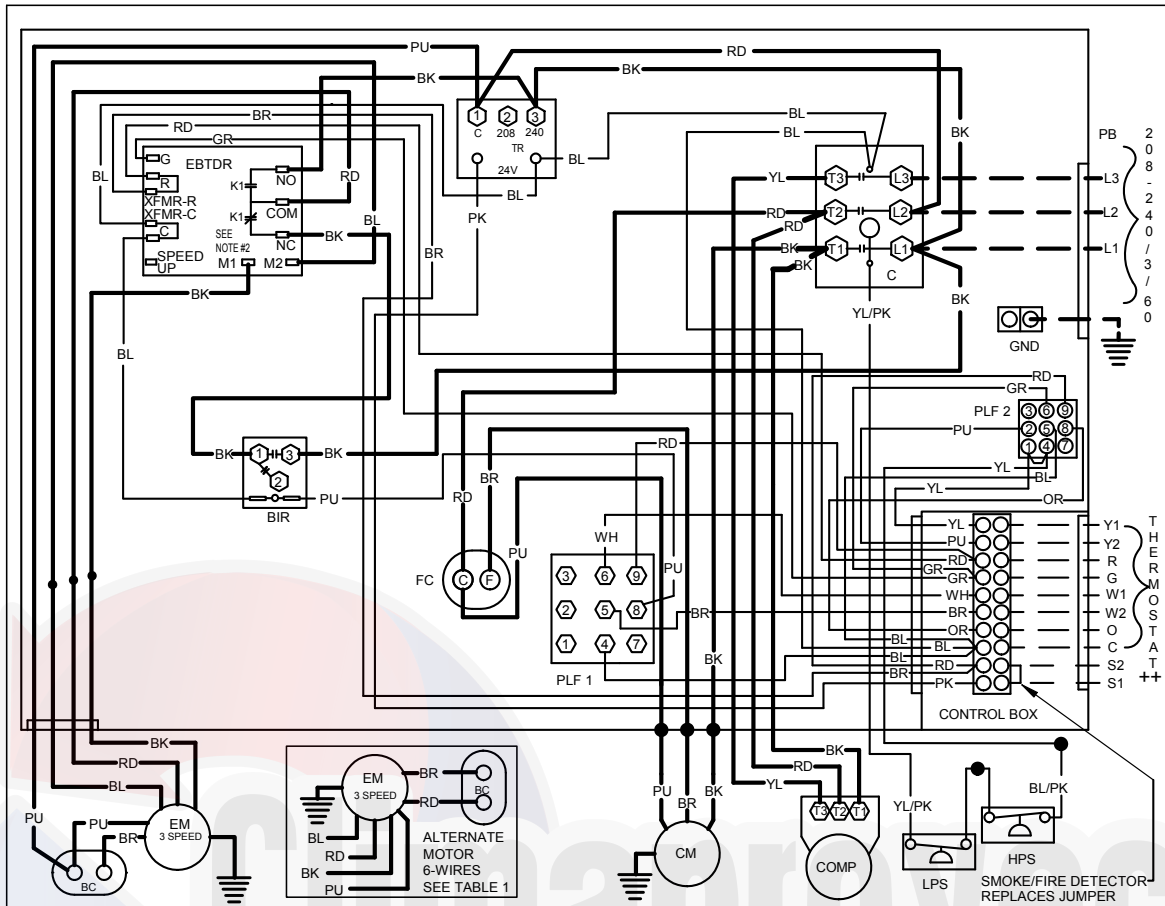 PU
RD
BK
BK
BR
RD
GR
BL
1
2
3
C
208
240
TR
24V
BL
BL
BL
BL
PK
G
EBTDR
R
XFMR-R
XFMR-C
C
SPEED
UP
K1
K1
SEE
NOTE #2
NO
COM
NC
M1
M2
RD
BL
BK
BR
BK
BL
YL
RD
RD
BK
BK
T3
T2
T1
L3
L2
L1
C
YL/PK
BK
BK
PB
208-240/3/60
L3
L2
L1
GND
RD
GR
PLF 2
3 6 9
2 5 8
1 4 7
PU
YL
BL
YL
OR
BK
1
3
2
BK
PU
BIR
RD
BR
PU
WH
RD
PU
FC
C
F
3 6 9
2 5 8
1 4 7
BR
PLF 1
BK
YL
PU
RD
GR
GR
WH
BR
OR
BL
BL
BL
RD
BR
PK
Y1
Y2
R
G
W1
W2
O
C
S2
S1
THERMOSTAT
++
CONTROL BOX
BK
RD
BL
PU
PU
BR
EM
3 SPEED
BC
EM
3 SPEED
BR
RD
BC
BL
RD
BK
PU
ALTERNATE
MOTOR
6-WIRES
SEE TABLE 1
PU
BR
BK
CM
YL
RD
BK
T3
T2
T1
COMP
YL/PK
LPS
BL/PK
HPS
SMOKE/FIRE DETECTOR
REPLACES JUMPER